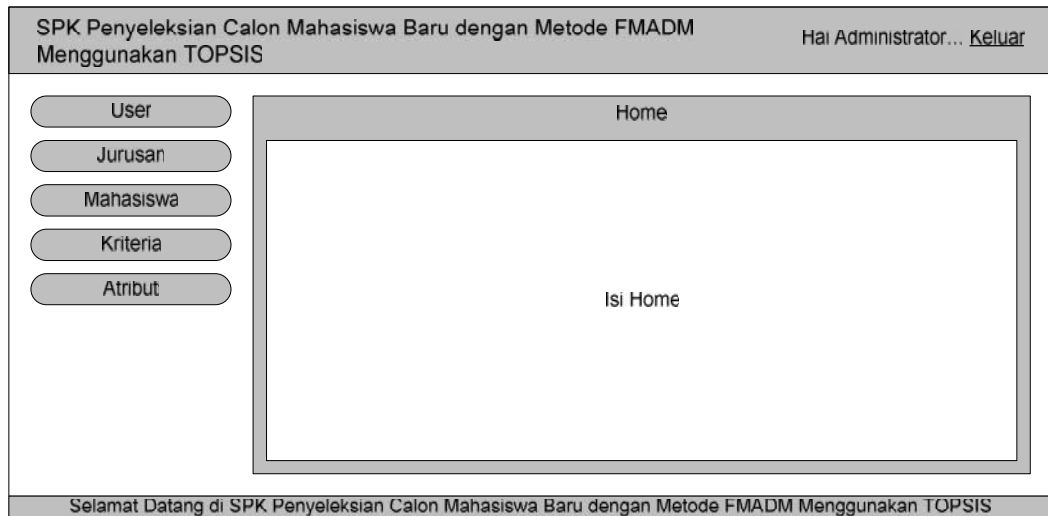 SPK Penyeleksian Calon Mahasiswa Baru dengan Metode FMADM
Menggunakan TOPSIS
Hai Administrator... Keluar
User
Jurusan
Mahasiswa
Kriteria
Atribut
Home
Isi Home
Selamat Datang di SPK Penyeleksian Calon Mahasiswa Baru dengan Metode FMADM Menggunakan TOPSIS